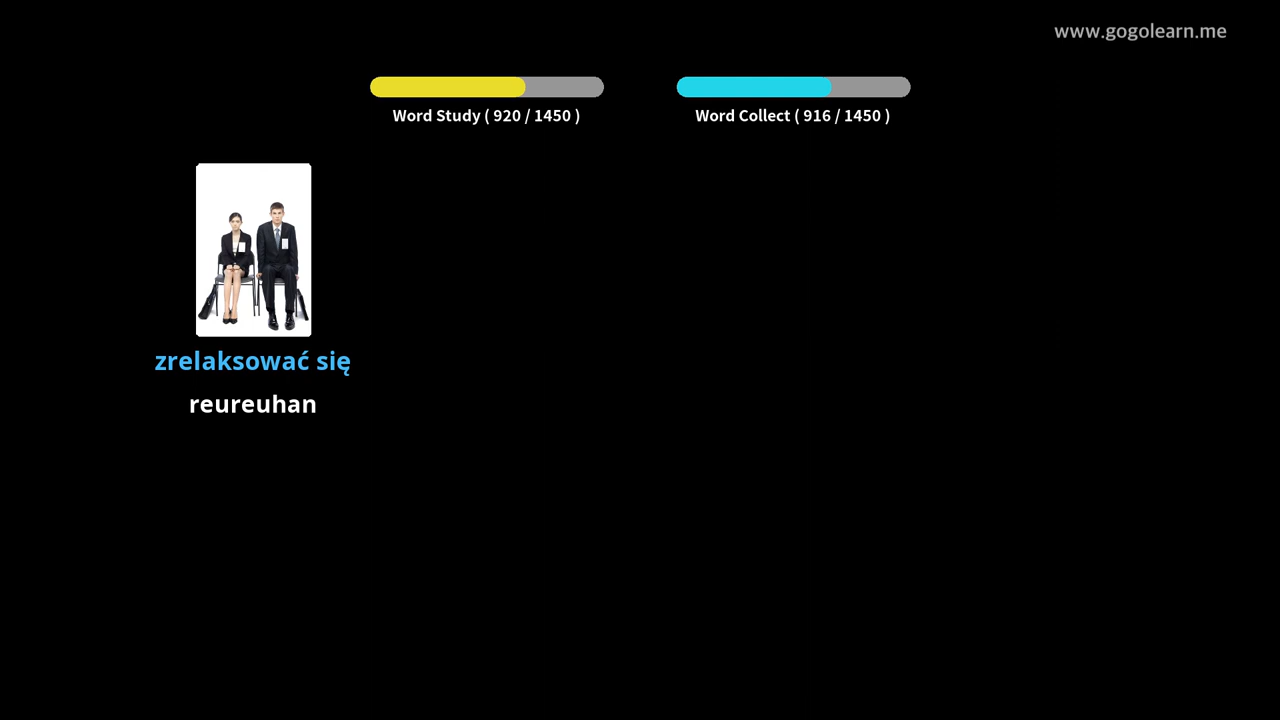 www.gogolearn.me
Word Study ( 920 / 1450 )
Word Collect ( 916 / 1450 )
zrelaksować się
reureuhan